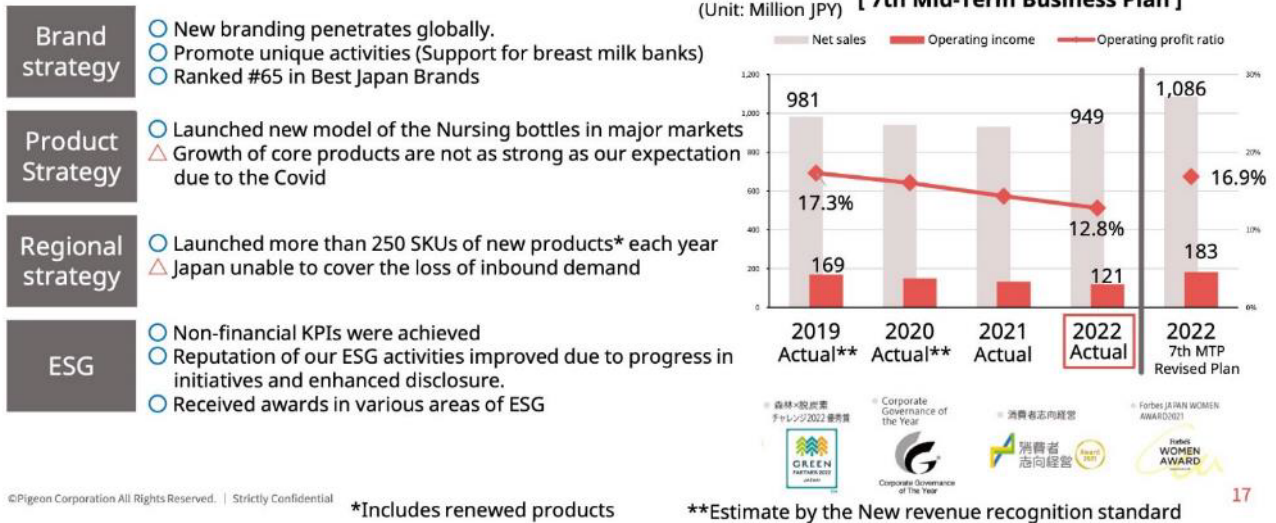 Brand
strategy
○ New branding penetrates globally.
○ Promote unique activities (Support for breast milk banks)
○ Ranked #65 in Best Japan Brands
Product
Strategy
○ Launched new model of the Nursing bottles in major markets
△ Growth of core products are not as strong as our expectation
due to the Covid
Regional
strategy
○ Launched more than 250 SKUs of new products* each year
△ Japan unable to cover the loss of inbound demand
ESG
○ Non-financial KPIs were achieved
○ Reputation of our ESG activities improved due to progress in
initiatives and enhanced disclosure.
○ Received awards in various areas of ESG
(Unit: Million JPY) [ 7th Mid-Term Business Plan ]
Net sales Operating income Operating profit ratio
1,200 30%
1,000
800 20%
600
400 10%
200
0 0%
981 949 1,086
17.3% 12.8% 16.9%
169 121 183
2019
Actual**
2020
Actual**
2021
Actual
2022
Actual
2022
7th MTP
Revised Plan
森林×脱炭素
チャレンジ2022 優秀賞
GREEN
PARTNER 2022
JAPAN
Corporate
Governance of
the Year
Corporate Governance
of The Year
消費者志向経営
消費者
志向経営
Award
2021
Forbes JAPAN WOMEN
AWARD2021
Forbes
WOMEN
AWARD
©Pigeon Corporation All Rights Reserved. | Strictly Confidential
*Includes renewed products
**Estimate by the New revenue recognition standard
17